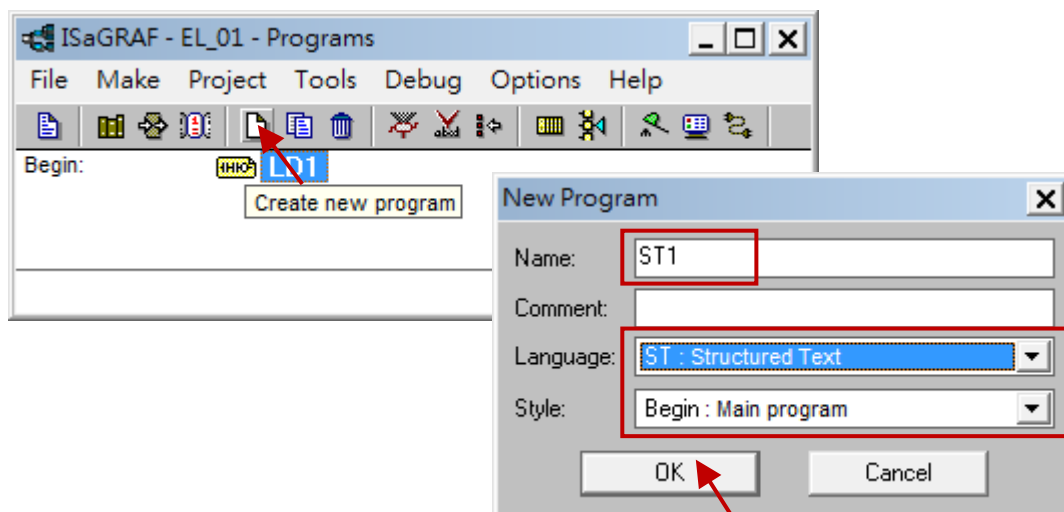 ISaGRAF - EL_01 - Programs
File Make Project Tools Debug Options Help
Begin: LD1
Create new program
New Program
Name: ST1
Comment:
Language: ST : Structured Text
Style: Begin : Main program
OK Cancel